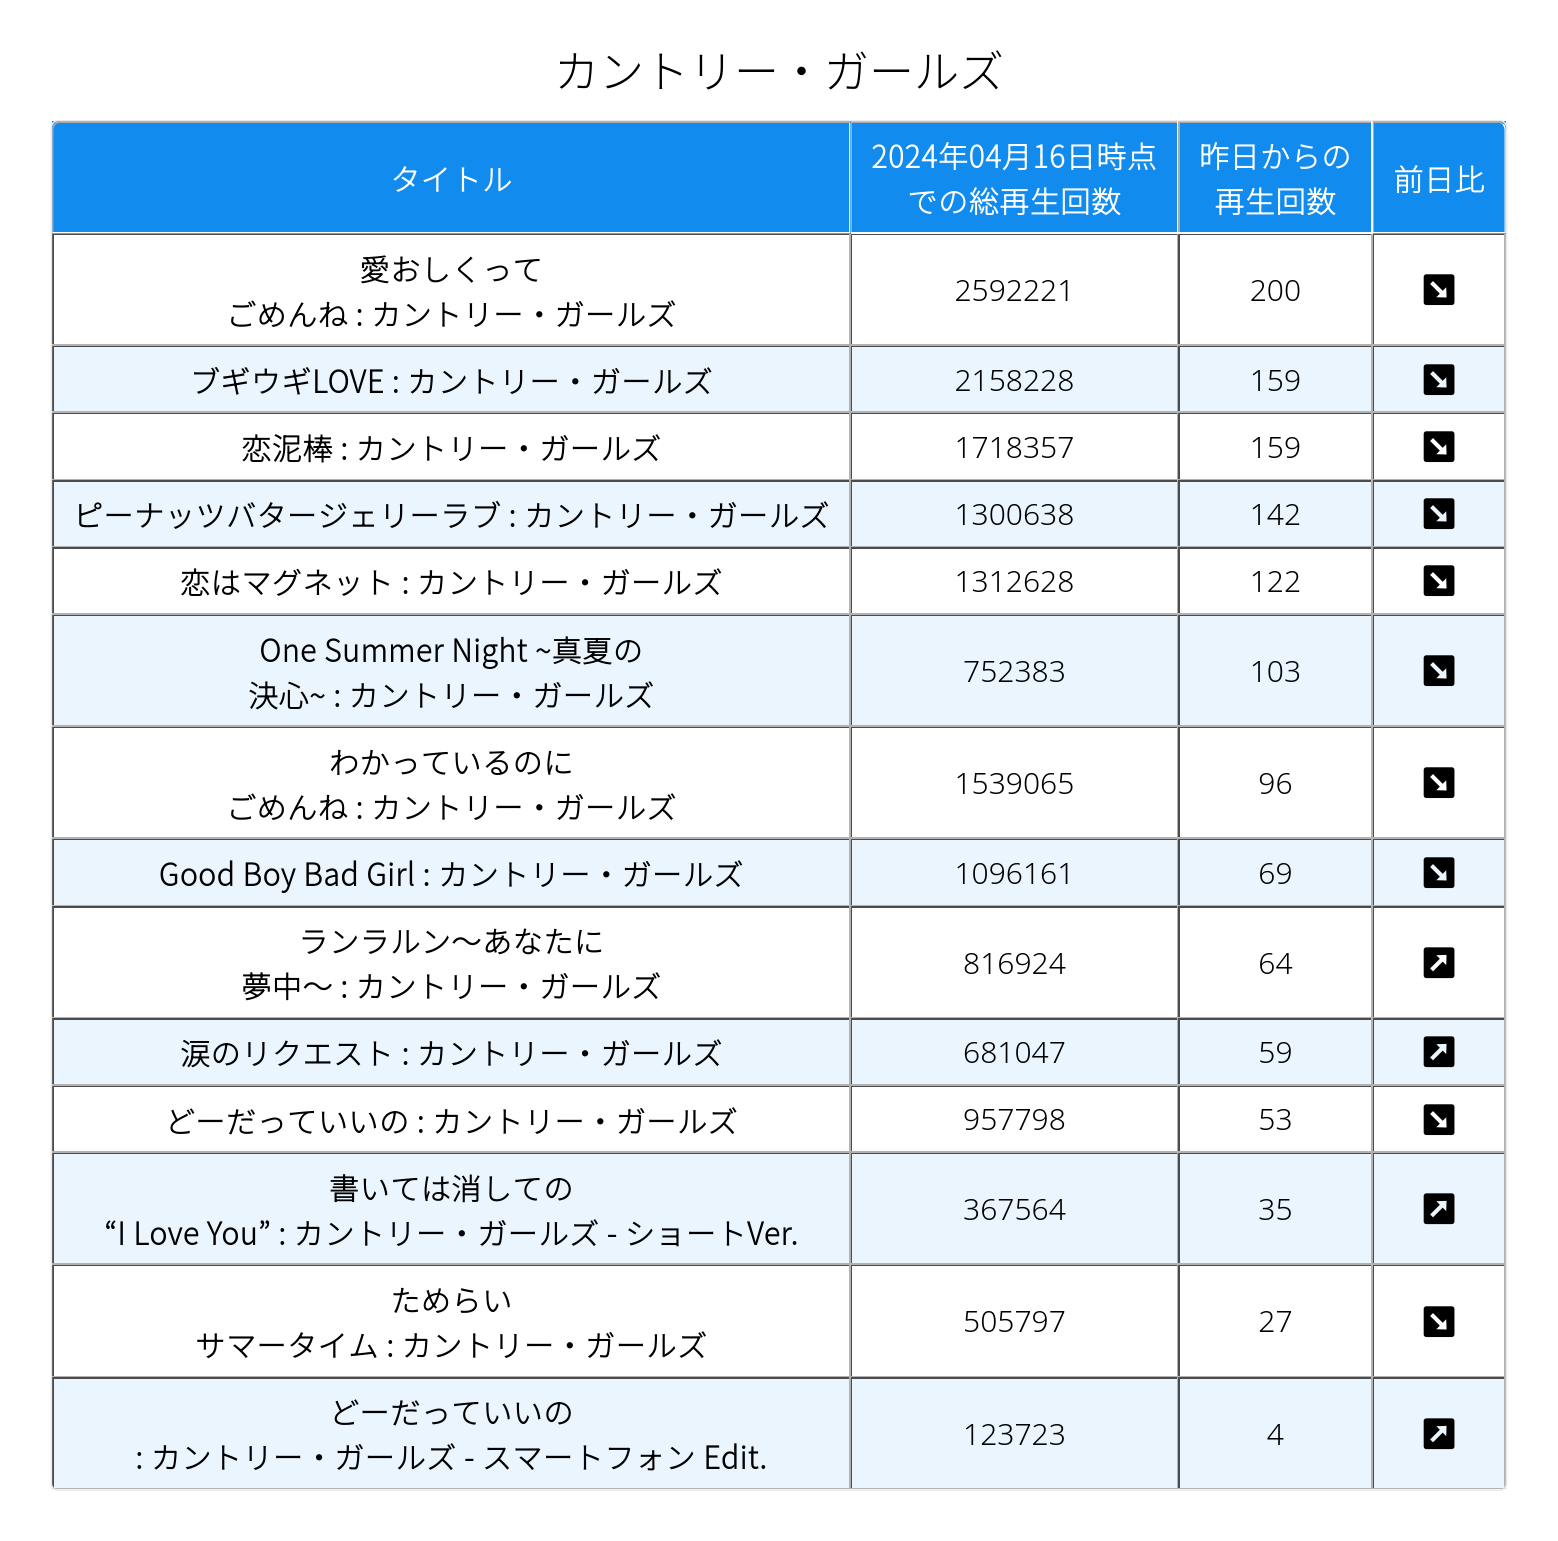 カントリー・ガールズ
タイトル
2024年04月16日時点
での総再生回数
昨日からの
再生回数
前日比
愛おしくって
ごめんね : カントリー・ガールズ
2592221
200
ブギウギLOVE : カントリー・ガールズ
2158228
159
恋泥棒 : カントリー・ガールズ
1718357
159
ピーナッツバタージェリーラブ : カントリー・ガールズ
1300638
142
恋はマグネット : カントリー・ガールズ
1312628
122
One Summer Night ~真夏の
決心~ : カントリー・ガールズ
752383
103
わかっているのに
ごめんね : カントリー・ガールズ
1539065
96
Good Boy Bad Girl : カントリー・ガールズ
1096161
69
ランラルン〜あなたに
夢中〜 : カントリー・ガールズ
816924
64
涙のリクエスト : カントリー・ガールズ
681047
59
どーだっていいの : カントリー・ガールズ
957798
53
書いては消しての
“I Love You” : カントリー・ガールズ - ショートVer.
367564
35
ためらい
サマータイム : カントリー・ガールズ
505797
27
どーだっていいの
: カントリー・ガールズ - スマートフォン Edit.
123723
4